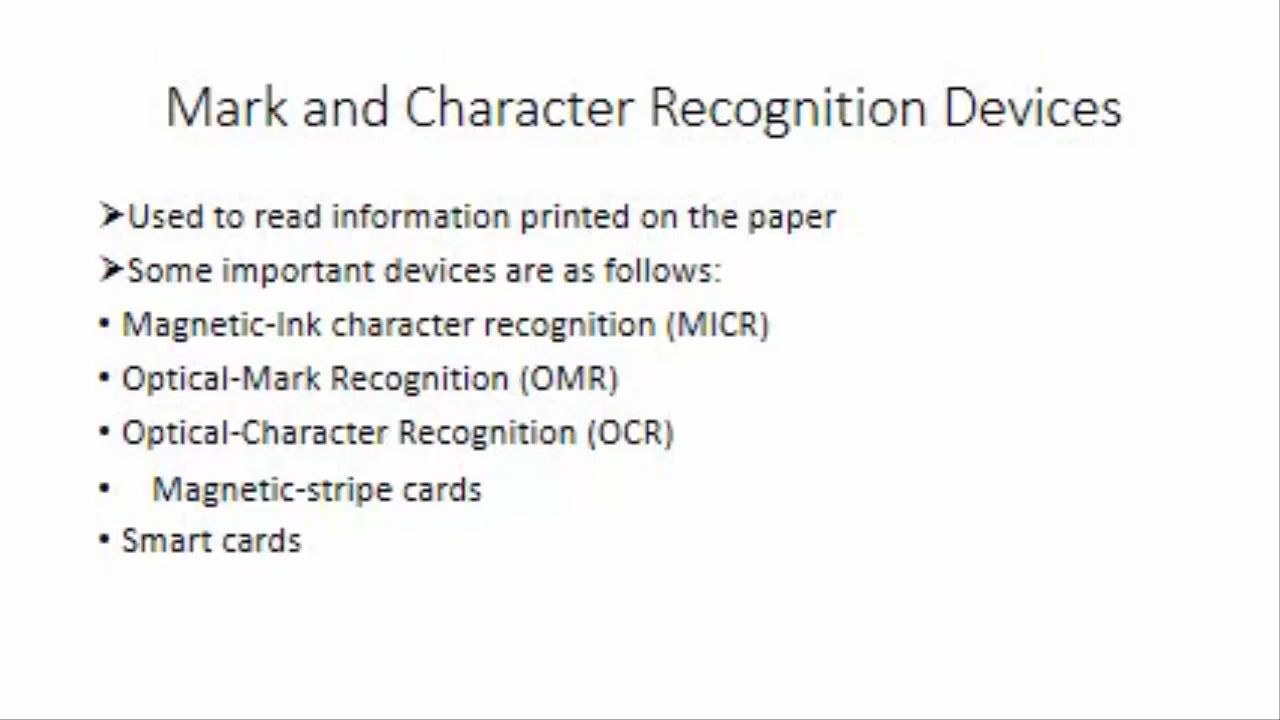 Mark and Character Recognition Devices
➢Used to read information printed on the paper
➢Some important devices are as follows:
• Magnetic-Ink character recognition (MICR)
• Optical-Mark Recognition (OMR)
• Optical-Character Recognition (OCR)
• Magnetic-stripe cards
• Smart cards